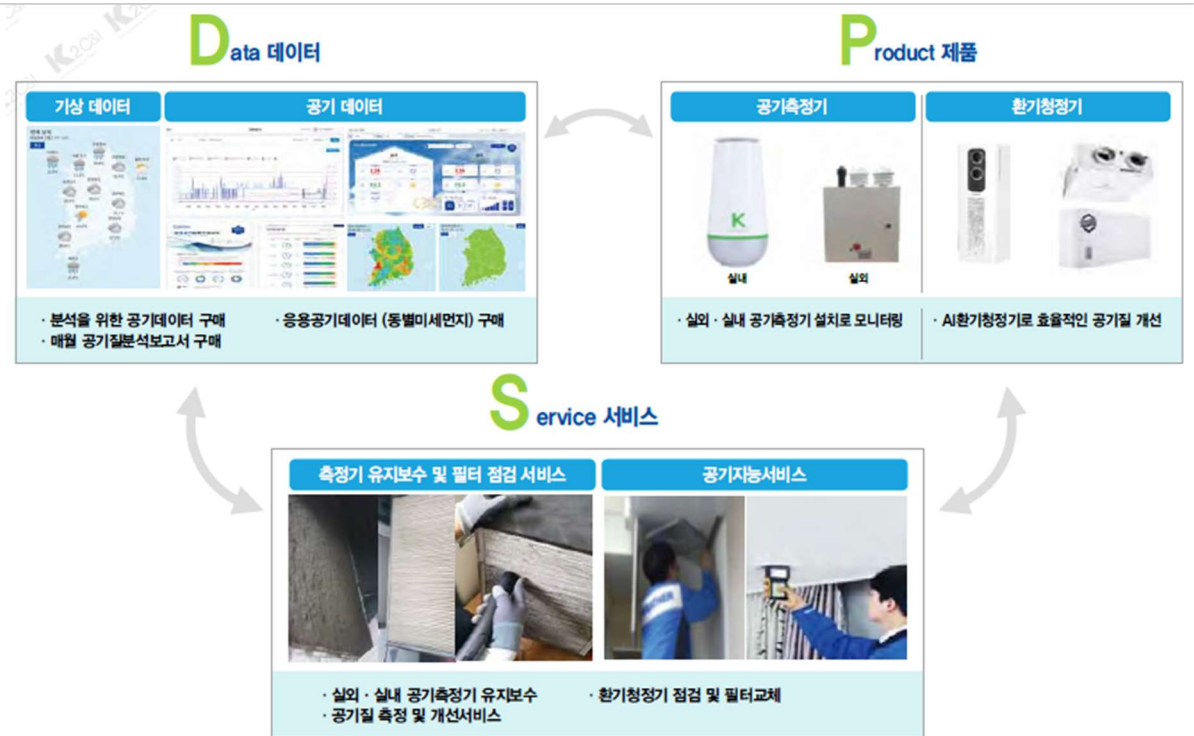 K2CSI
Data 데이터
Product 제품
기상 데이터
공기 데이터
공기측정기
환기청정기
K
실내
실외
· 분석을 위한 공기데이터 구매
· 매월 공기질분석보고서 구매
· 응용공기데이터 (동별미세먼지) 구매
· 실외 · 실내 공기측정기 설치로 모니터링
· AI환기청정기로 효율적인 공기질 개선
Service 서비스
측정기 유지보수 및 필터 점검 서비스
공기지능서비스
· 실외 · 실내 공기측정기 유지보수
· 공기질 측정 및 개선서비스
· 환기청정기 점검 및 필터교체